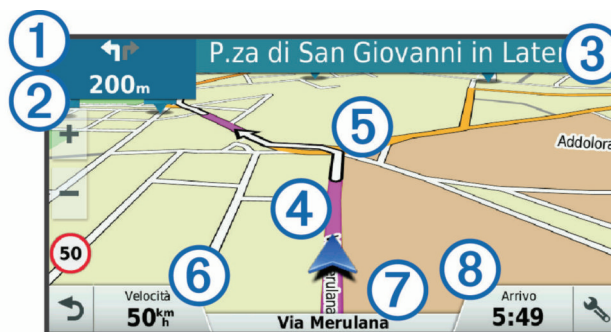 1
P.za di San Giovanni in Later
3
200m
2
+
5
Addolora
−
4
50
6
7
8
Velocità
50 km/h
erulana
Via Merulana
Arrivo
5:49